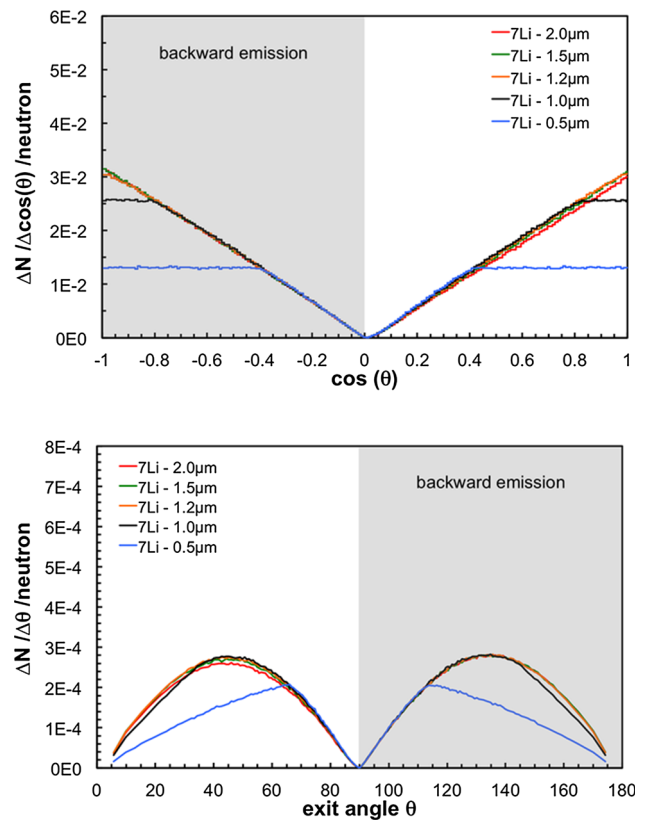 6E-2
5E-2
4E-2
3E-2
2E-2
1E-2
0E0
ΔN /Δcos(θ) /neutron
backward emission
7Li - 2.0μm
7Li - 1.5μm
7Li - 1.2μm
7Li - 1.0μm
7Li - 0.5μm
-1 -0.8 -0.6 -0.4 -0.2 0 0.2 0.4 0.6 0.8 1
cos (θ)
8E-4
7E-4
6E-4
5E-4
4E-4
3E-4
2E-4
1E-4
0E0
ΔN /Δθ /neutron
7Li - 2.0μm
7Li - 1.5μm
7Li - 1.2μm
7Li - 1.0μm
7Li - 0.5μm
backward emission
0 20 40 60 80 100 120 140 160 180
exit angle θ